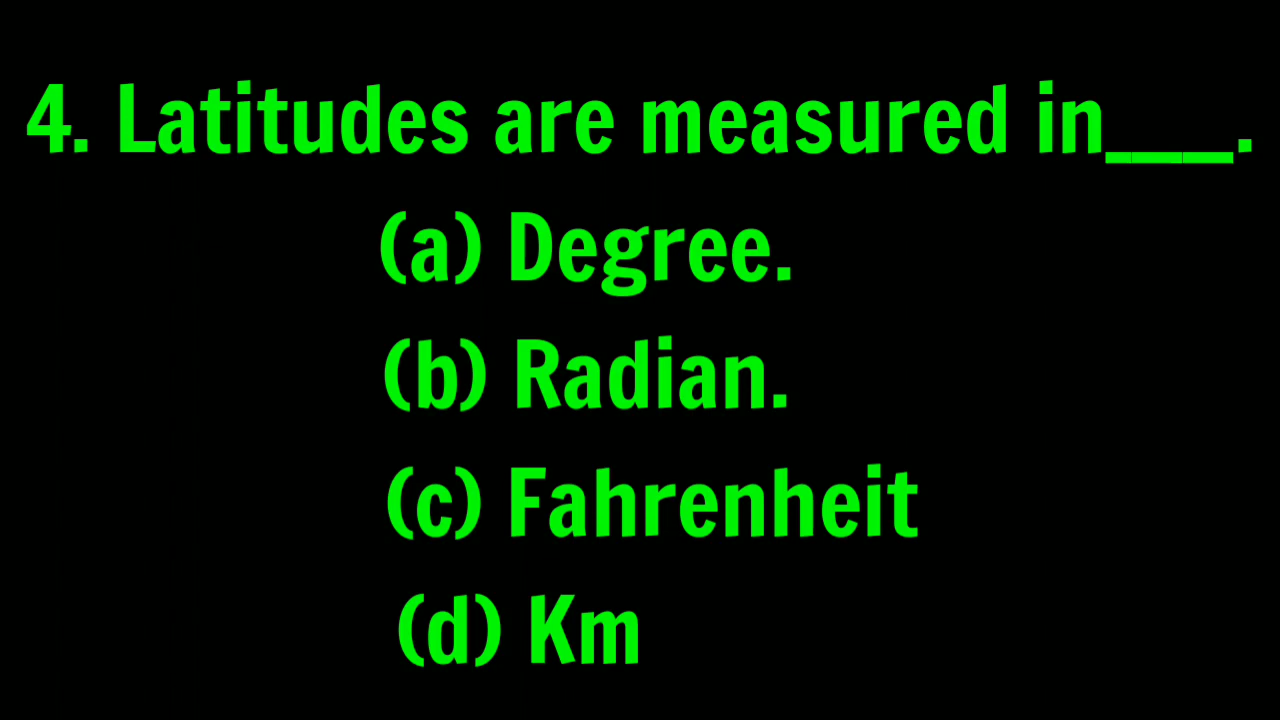 4. Latitudes are measured in___.
(a) Degree.
(b) Radian.
(c) Fahrenheit
(d) Km